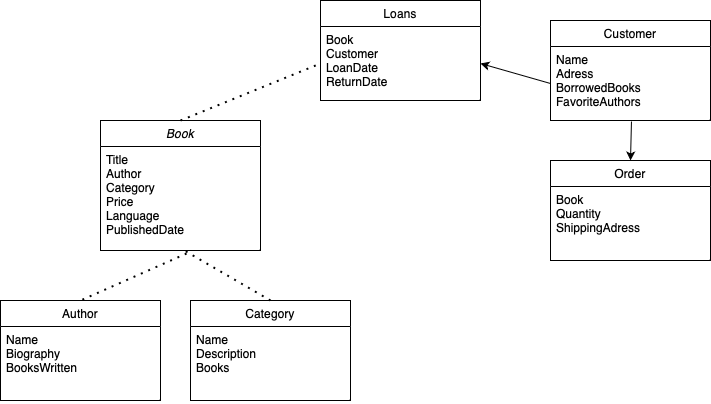 Loans
Book
Customer
LoanDate
ReturnDate
Customer
Name
Adress
BorrowedBooks
FavoriteAuthors
Book
Title
Author
Category
Price
Language
PublishedDate
Order
Book
Quantity
ShippingAdress
Author
Name
Biography
BooksWritten
Category
Name
Description
Books